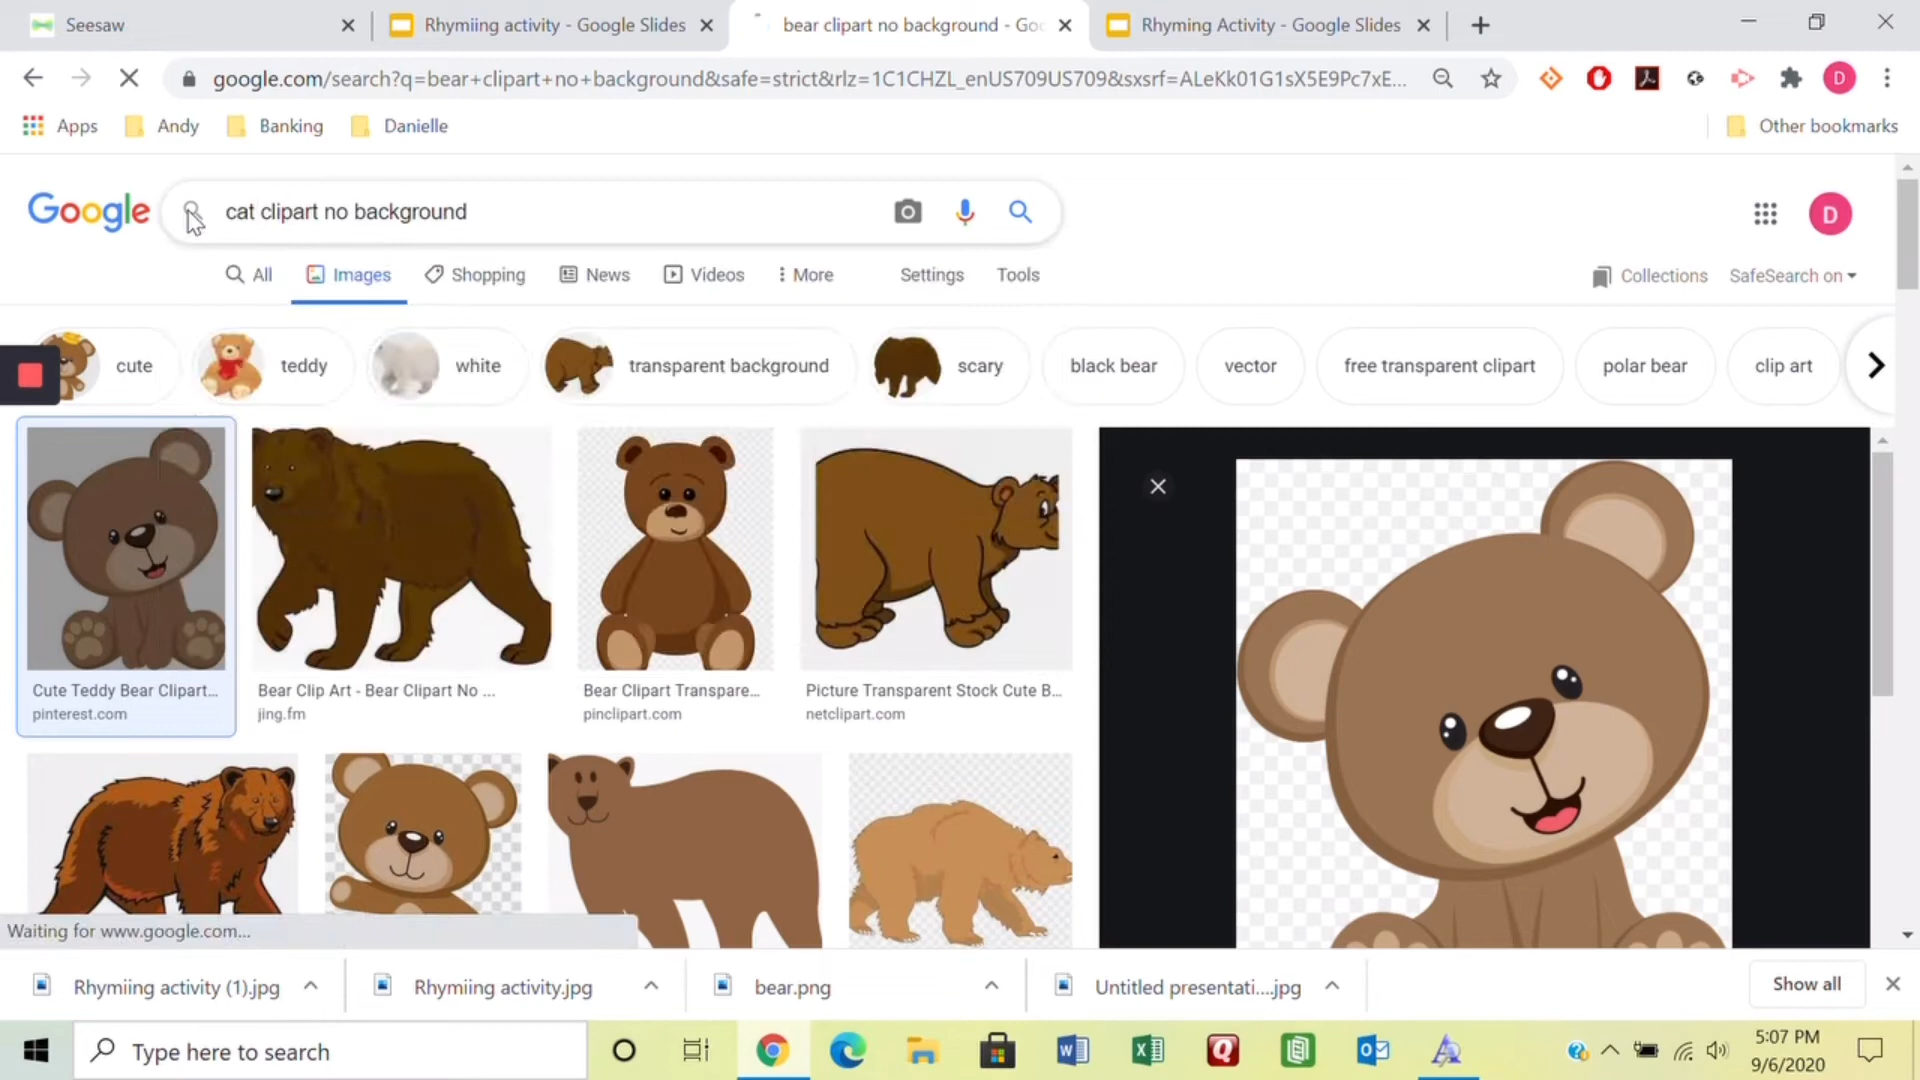 Seesaw
Rhymiing activity - Google Slides
bear clipart no background - Goo
Rhyming Activity - Google Slides
google.com/search?q=bear+clipart+no+background&safe=strict&rlz=1C1CHZL_enUS709US709&sxsrf=ALeKk01G1sX5E9Pc7xE...
D
Apps
Andy
Banking
Danielle
Other bookmarks
Google
cat clipart no background
D
All
Images
Shopping
News
Videos
More
Settings
Tools
Collections
SafeSearch on
cute
teddy
white
transparent background
scary
black bear
vector
free transparent clipart
polar bear
clip art
Cute Teddy Bear Clipart...
pinterest.com
Bear Clip Art - Bear Clipart No ...
jing.fm
Bear Clipart Transpare...
pinclipart.com
Picture Transparent Stock Cute B...
netclipart.com
Waiting for www.google.com...
Rhymiing activity (1).jpg
Rhymiing activity.jpg
bear.png
Untitled presentati....jpg
Show all
Type here to search
5:07 PM
9/6/2020